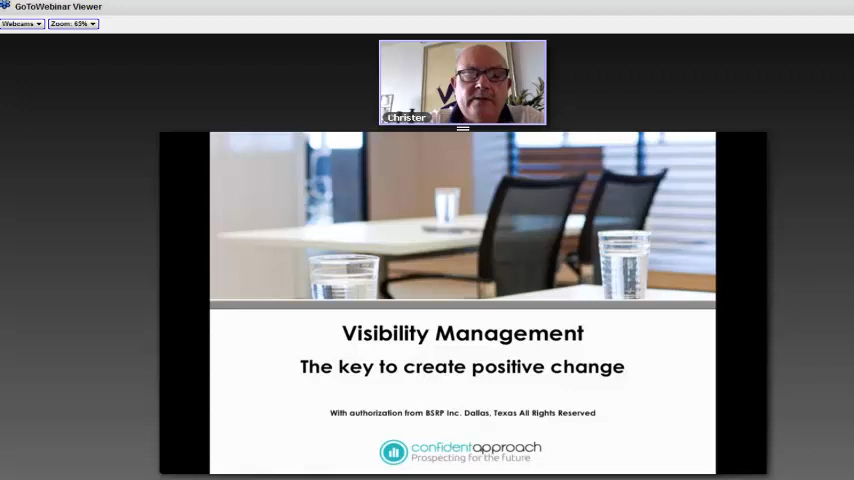 GoToWebinar Viewer
Webcams
Zoom: 65%
Christer
Visibility Management
The key to create positive change
With authorization from BSRP Inc. Dallas, Texas All Rights Reserved
confidentapproach
Prospecting for the future